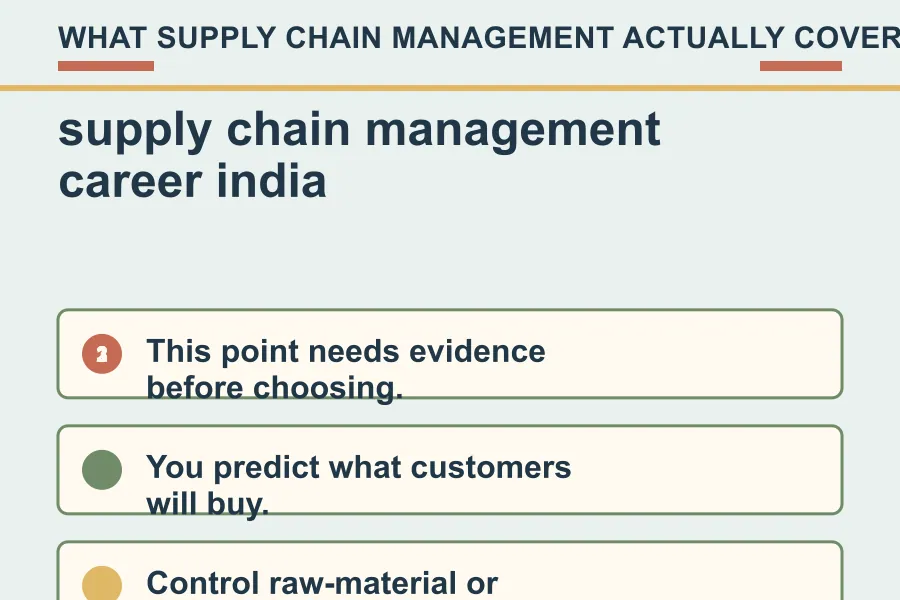 WHAT SUPPLY CHAIN MANAGEMENT ACTUALLY COVER
supply chain management
career india
This point needs evidence
before choosing.
You predict what customers
will buy.
Control raw-material or